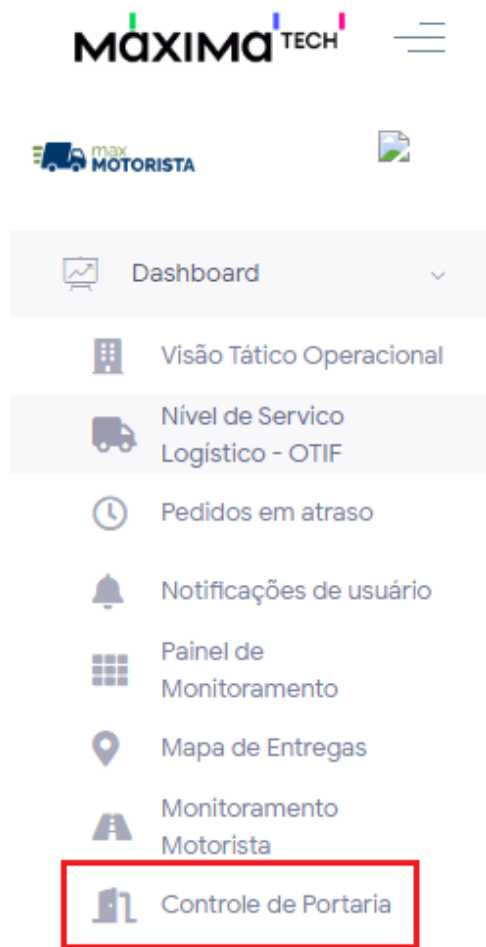 MáXIMa TECH
max
MOTORISTA
Dashboard
Visão Tático Operacional
Nível de Servico
Logístico - OTIF
Pedidos em atraso
Notificações de usuário
Painel de
Monitoramento
Mapa de Entregas
Monitoramento
Motorista
Controle de Portaria